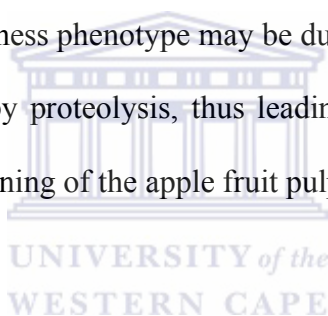 ness phenotype may be du
by proteolysis, thus leadin
ning of the apple fruit pulp
UNIVERSITY of the
WESTERN CAPE